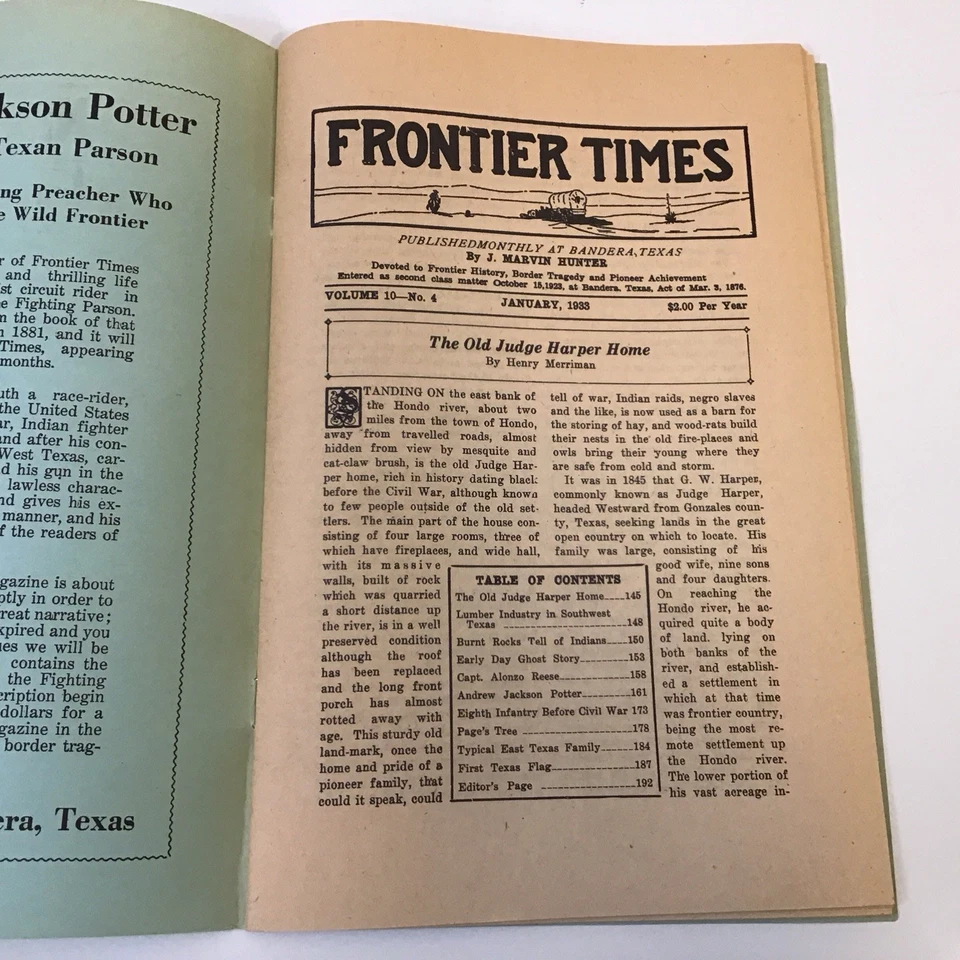 kson Potter
Texan Parson
ng Preacher Who
e Wild Frontier
r of Frontier Times
and thrilling life
st circuit rider in
e Fighting Parson.
n the book of that
n 1881, and it will
Times, appearing
months.
uth a race-rider,
the United States
ar, Indian fighter
and after his con-
West Texas, car-
d his gun in the
lawless charac-
nd gives his ex-
manner, and his
f the readers of
gazine is about
ptly in order to
reat narrative;
xpired and you
ues we will be
contains the
the Fighting
cription begin
dollars for a
gazine in the
border trag-
era, Texas
FRONTIER TIMES
PUBLISHEDMONTHLY AT BANDERA,TEXAS
By J. MARVIN HUNTER
Devoted to Frontier History, Border Tragedy and Pioneer Achievement
Entered as second class matter October 15,1923, at Bandera, Texas, Act of Mar. 3, 1876.
VOLUME 10—No. 4 JANUARY, 1933 $2.00 Per Year
The Old Judge Harper Home
By Henry Merriman
STANDING ON the east bank of
the Hondo river, about two
miles from the town of Hondo,
away from travelled roads, almost
hidden from view by mesquite and
cat-claw brush, is the old Judge Har-
per home, rich in history dating black
before the Civil War, although known
to few people outside of the old set-
tlers. The main part of the house con-
sisting of four large rooms, three of
which have fireplaces, and wide hall,
with its massive
walls, built of rock
which was quarried
a short distance up
the river, is in a well
preserved condition
although the roof
has been replaced
and the long front
porch has almost
rotted away with
age. This sturdy old
land-mark, once the
home and pride of a
pioneer family, that
could it speak, could
tell of war, Indian raids, negro slaves
and the like, is now used as a barn for
the storing of hay, and wood-rats build
their nests in the old fire-places and
owls bring their young where they
are safe from cold and storm.
It was in 1845 that G. W. Harper,
commonly known as Judge Harper,
headed Westward from Gonzales coun-
ty, Texas, seeking lands in the great
open country on which to locate. His
family was large, consisting of his
good wife, nine sons
and four daughters.
On reaching the
Hondo river, he ac-
quired quite a body
of land. lying on
both banks of the
river, and establish-
ed a settlement in
which at that time
was frontier country,
being the most re-
mote settlement up
the Hondo river.
The lower portion of
his vast acreage in-
TABLE OF CONTENTS
The Old Judge Harper Home----145
Lumber Industry in Southwest
Texas --------------------148
Burnt Rocks Tell of Indians----150
Early Day Ghost Story---------153
Capt. Alonzo Reese-------------158
Andrew Jackson Potter---------161
Eighth Infantry Before Civil War 173
Page's Tree ------------------178
Typical East Texas Family------184
First Texas Flag---------------187
Editor's Page -----------------192